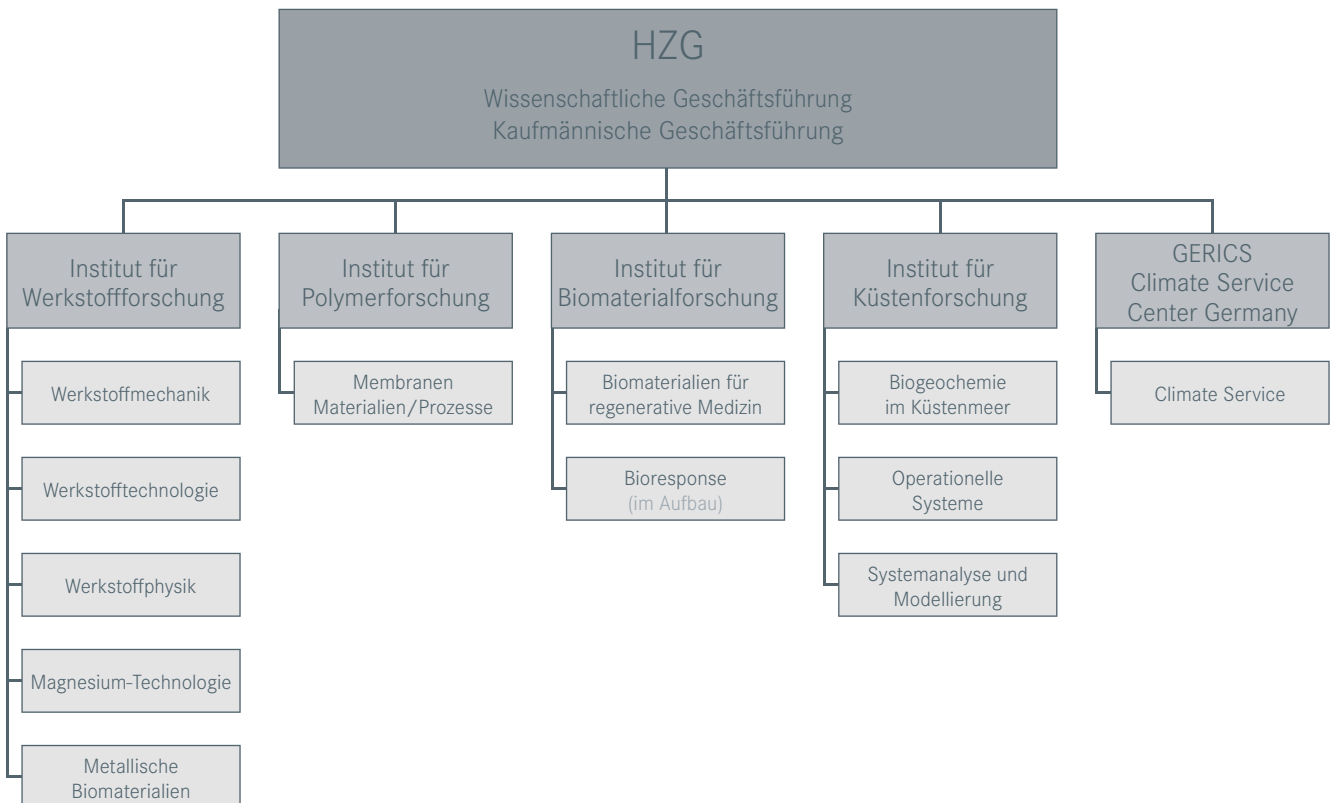 HZG
Wissenschaftliche Geschäftsführung
Kaufmännische Geschäftsführung
Institut für
Werkstoffforschung
Werkstoffmechanik
Werkstofftechnologie
Werkstoffphysik
Magnesium-Technologie
Metallische
Biomaterialien
Institut für
Polymerforschung
Membranen
Materialien/Prozesse
Institut für
Biomaterialforschung
Biomaterialien für
regenerative Medizin
Bioresponse
(im Aufbau)
Institut für
Küstenforschung
Biogeochemie
im Küstenmeer
Operationelle
Systeme
Systemanalyse und
Modellierung
GERICS
Climate Service
Center Germany
Climate Service